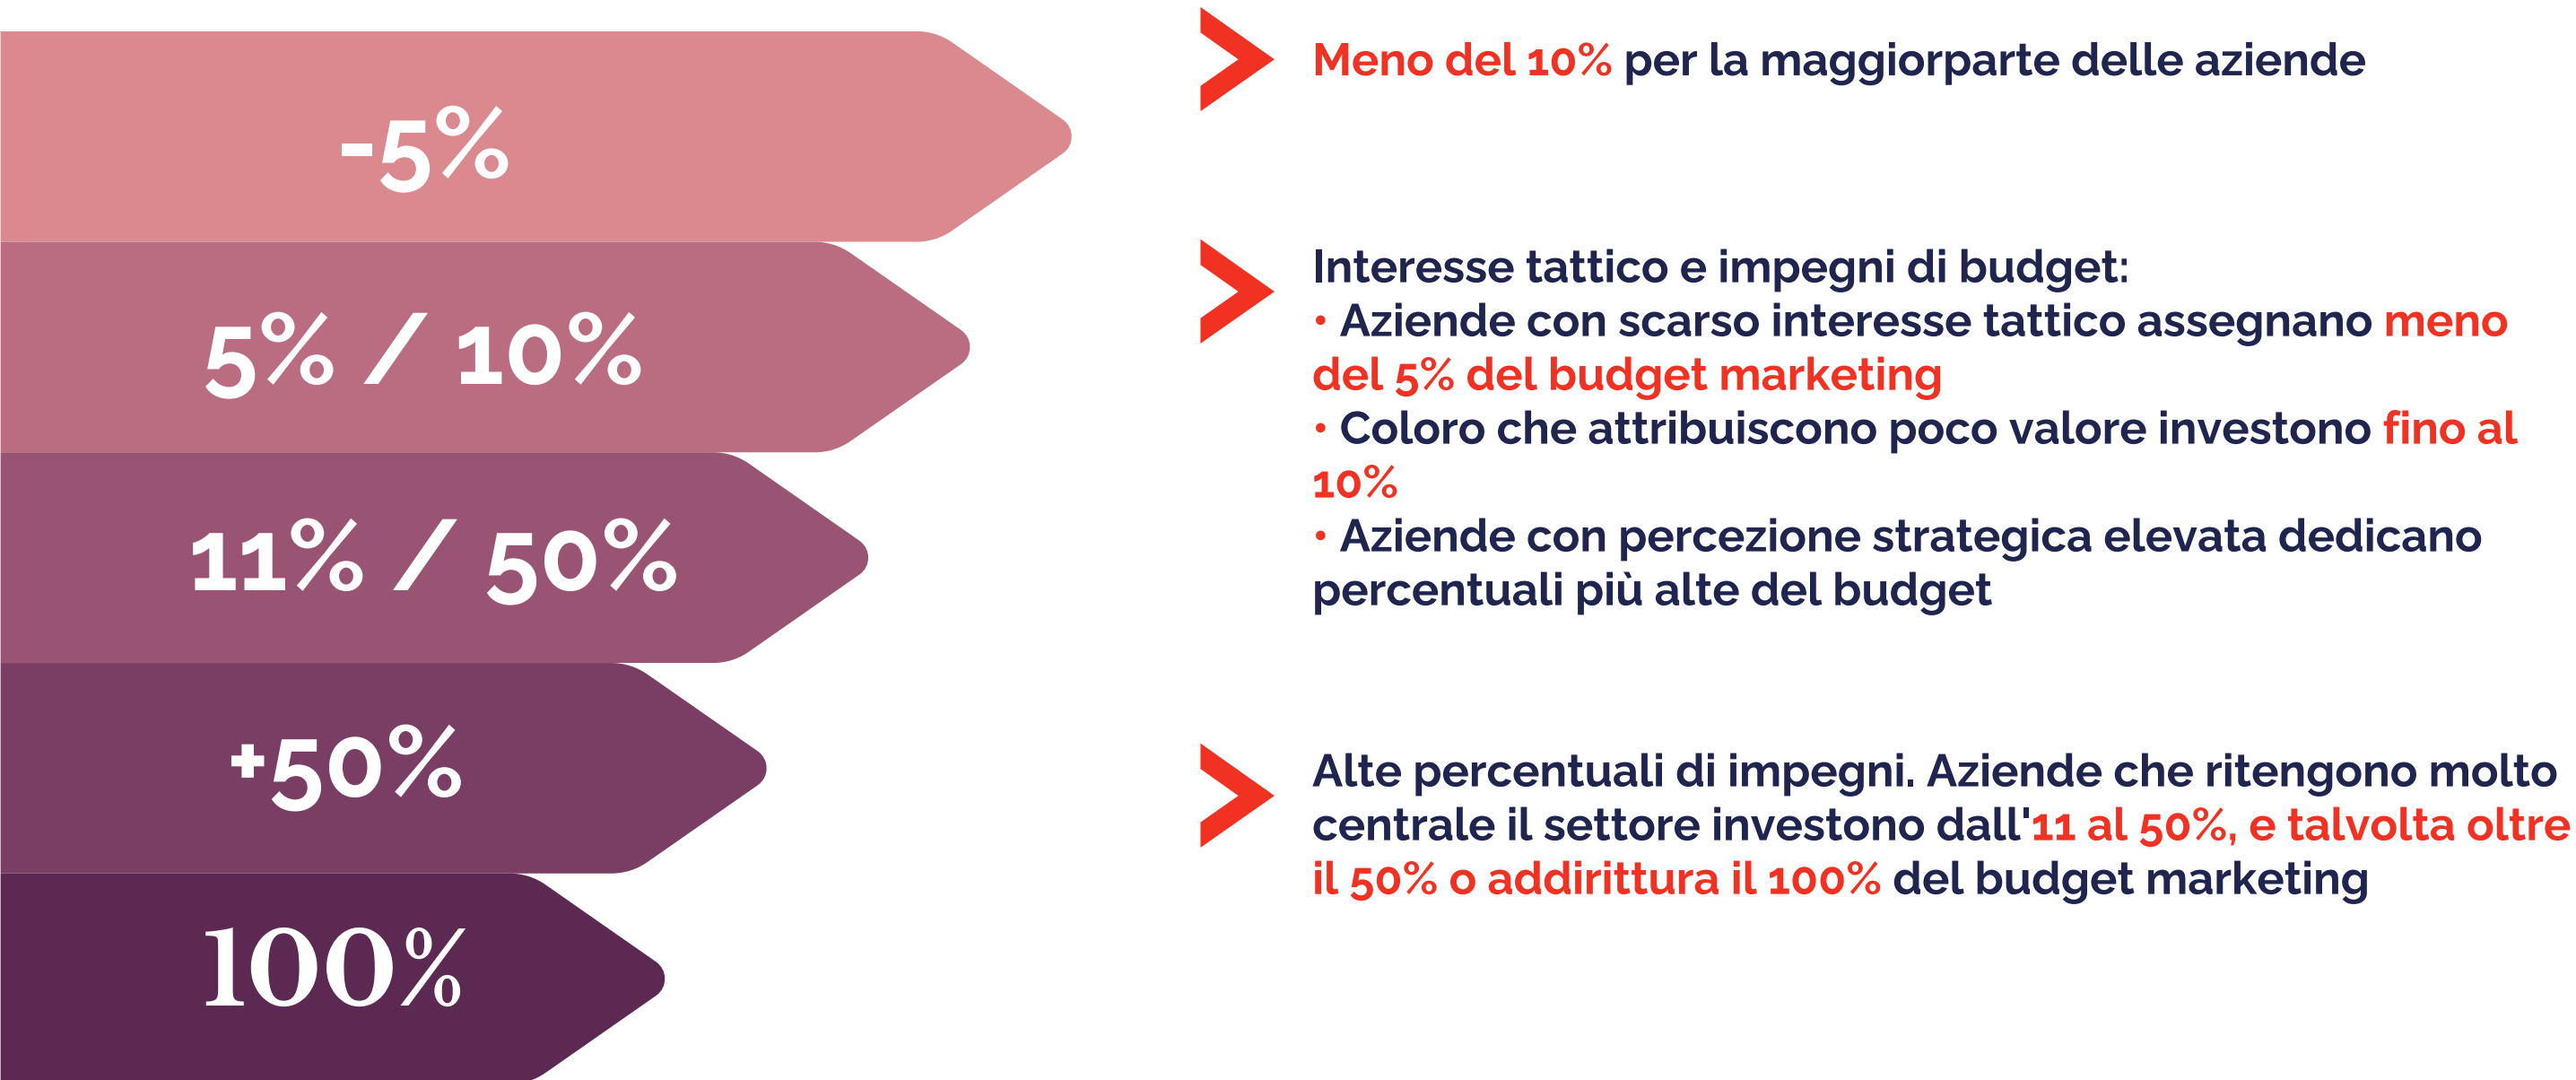 -5%
5% / 10%
11% / 50%
+50%
100%
Meno del 10% per la maggiorparte delle aziende
Interesse tattico e impegni di budget:
• Aziende con scarso interesse tattico assegnano meno
del 5% del budget marketing
• Coloro che attribuiscono poco valore investono fino al
10%
• Aziende con percezione strategica elevata dedicano
percentuali più alte del budget
Alte percentuali di impegni. Aziende che ritengono molto
centrale il settore investono dall'11 al 50%, e talvolta oltre
il 50% o addirittura il 100% del budget marketing